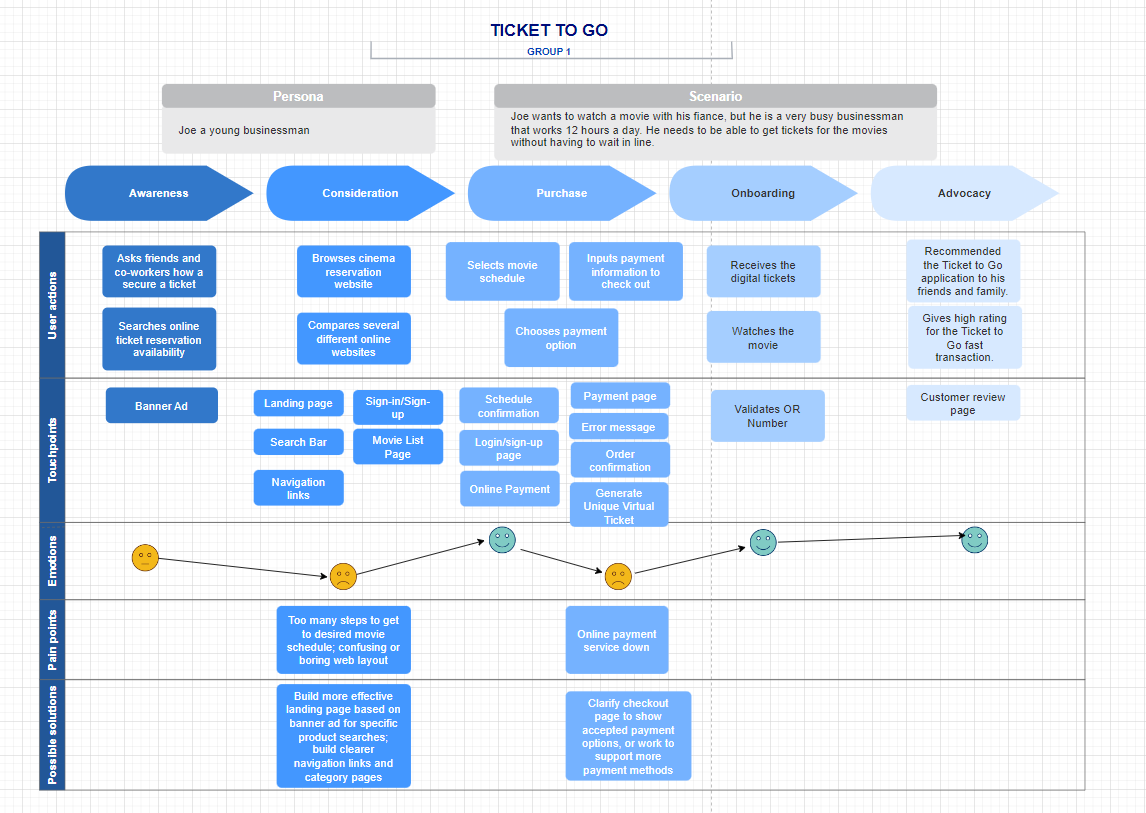 TICKET TO GO
GROUP 1
Persona
Joe a young businessman
Scenario
Joe wants to watch a movie with his fiance, but he is a very busy businessman
that works 12 hours a day. He needs to be able to get tickets for the movies
without having to wait in line.
Awareness
Consideration
Purchase
Onboarding
Advocacy
User actions
Asks friends and
co-workers how a
secure a ticket
Searches online
ticket reservation
availability
Browses cinema
reservation
website
Compares several
different online
websites
Selects movie
schedule
Inputs payment
information to
check out
Chooses payment
option
Receives the
digital tickets
Watches the
movie
Recommended
the Ticket to Go
application to his
friends and family.
Gives high rating
for the Ticket to
Go fast
transaction.
Touchpoints
Banner Ad
Landing page
Sign-in/Sign-
up
Search Bar
Movie List
Page
Navigation
links
Schedule
confirmation
Login/sign-up
page
Online Payment
Payment page
Error message
Order
confirmation
Generate
Unique Virtual
Ticket
Validates OR
Number
Customer review
page
Emotions
Pain points
Too many steps to get
to desired movie
schedule; confusing or
boring web layout
Online payment
service down
Possible solutions
Build more effective
landing page based on
banner ad for specific
product searches;
build clearer
navigation links and
category pages
Clarify checkout
page to show
accepted payment
options, or work to
support more
payment methods